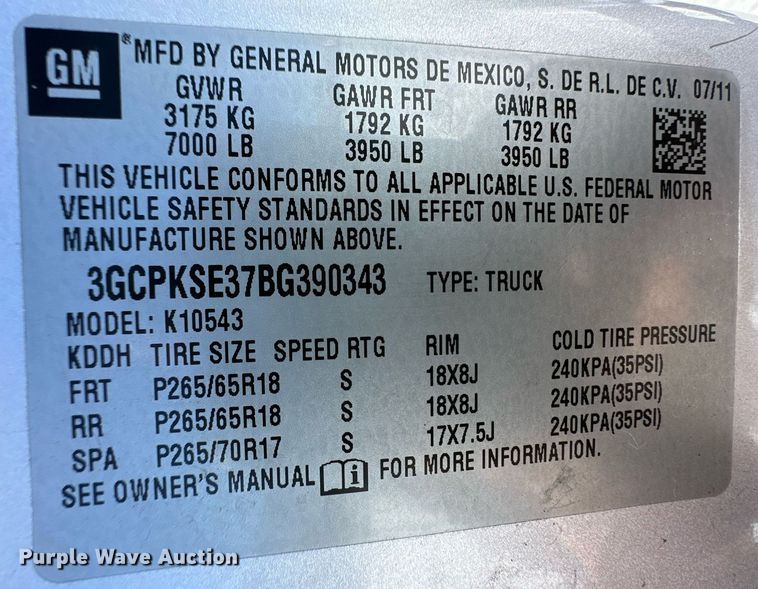 GM ® MFD BY GENERAL MOTORS DE MEXICO, S. DE R.L. DE C.V. 07/11
GVWR GAWR FRT GAWR RR
3175 KG 1792 KG 1792 KG
7000 LB 3950 LB 3950 LB
THIS VEHICLE CONFORMS TO ALL APPLICABLE U.S. FEDERAL MOTOR
VEHICLE SAFETY STANDARDS IN EFFECT ON THE DATE OF
MANUFACTURE SHOWN ABOVE.
3GCPKSE37BG390343 TYPE: TRUCK
MODEL: K10543
KDDH TIRE SIZE SPEED RTG RIM COLD TIRE PRESSURE
FRT P265/65R18 S 18X8J 240KPA(35PSI)
RR P265/65R18 S 18X8J 240KPA(35PSI)
SPA P265/70R17 S 17X7.5J 240KPA(35PSI)
SEE OWNER'S MANUAL i FOR MORE INFORMATION.
Purple Wave Auction